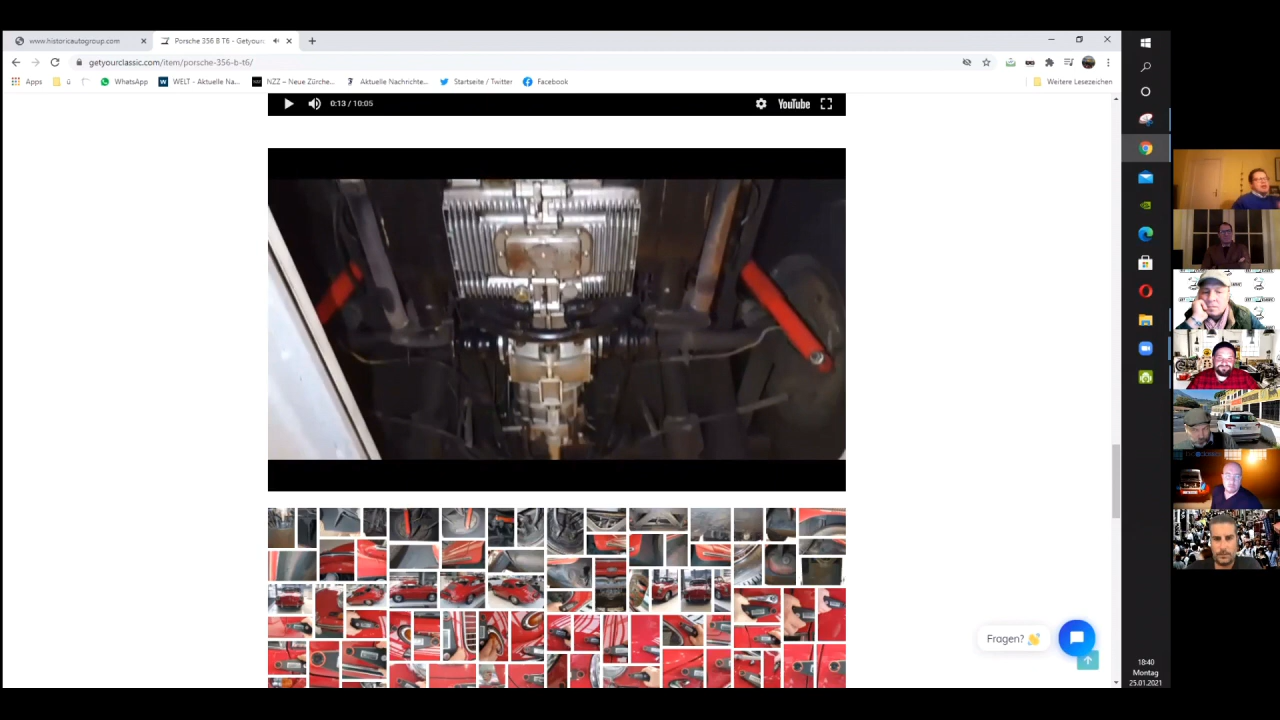 www.historicautogroup.com
Porsche 356 B T6 - Getyour
getyourclassic.com/item/porsche-356-b-t6/
Apps
ü
WhatsApp
WELT - Aktuelle Na...
NZZ – Neue Zürche...
Aktuelle Nachrichte...
Startseite / Twitter
Facebook
Weitere Lesezeichen
0:13 / 10:05
YouTube
Fragen? 👋
18:40
Montag
25.01.2021